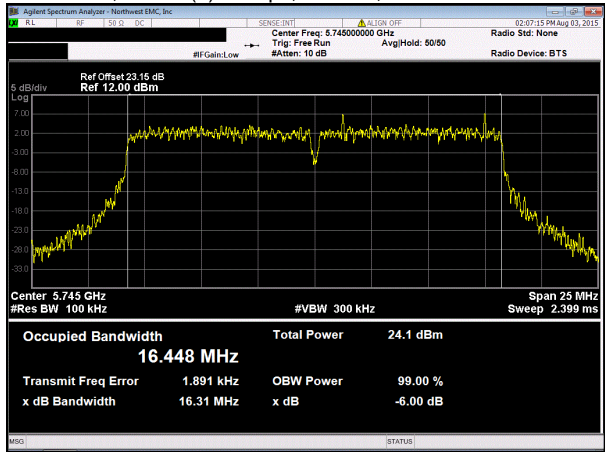 Agilent Spectrum Analyzer - Northwest EMC, Inc
RL RF 50 Ω DC SENSE:INT ALIGN OFF 02:07:15 PM Aug 03, 2015
Center Freq: 5.745000000 GHz Radio Std: None
Trig: Free Run Avg|Hold: 50/50
#IFGain:Low #Atten: 10 dB Radio Device: BTS
Ref Offset 23.15 dB
5 dB/div Ref 12.00 dBm
Log
7.00
2.00
-3.00
-8.00
-13.0
-18.0
-23.0
-28.0
-33.0
Center 5.745 GHz Span 25 MHz
#Res BW 100 kHz #VBW 300 kHz Sweep 2.399 ms
Occupied Bandwidth Total Power 24.1 dBm
16.448 MHz
Transmit Freq Error 1.891 kHz OBW Power 99.00 %
x dB Bandwidth 16.31 MHz x dB -6.00 dB
MSG STATUS